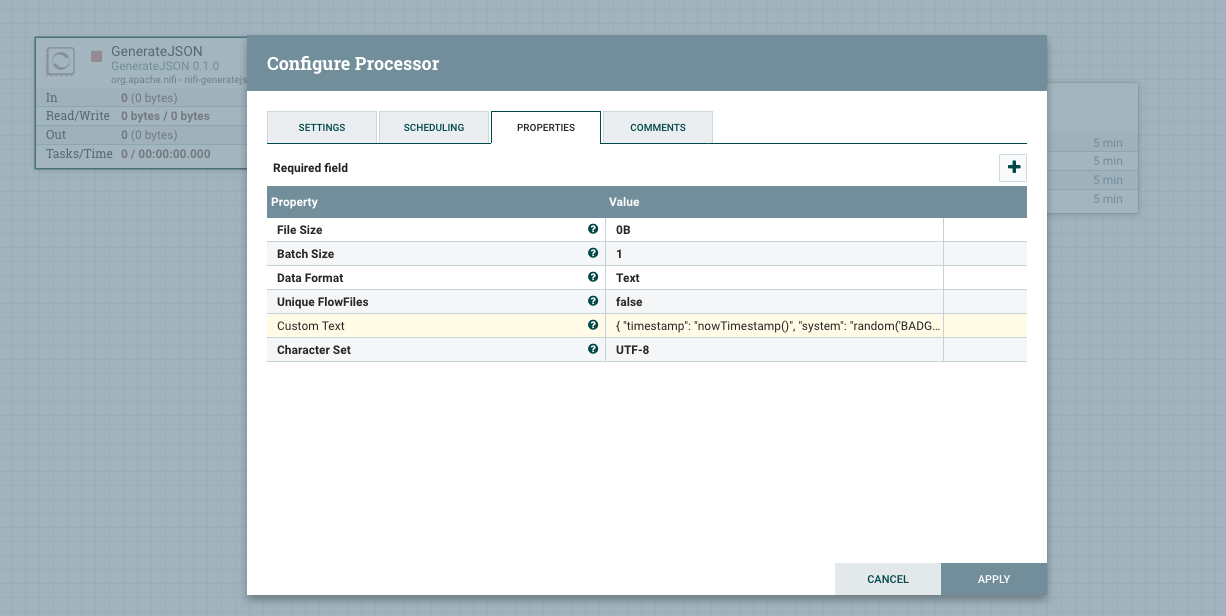 GenerateJSON
GenerateJSON 0.1.0
org.apache.nifi - nifi-generatejs
In 0 (0 bytes)
Read/Write 0 bytes / 0 bytes
Out 0 (0 bytes)
Tasks/Time 0 / 00:00:00.000
5 min
5 min
5 min
5 min
Configure Processor
SETTINGS SCHEDULING PROPERTIES COMMENTS
Required field
Property Value
File Size 0B
Batch Size 1
Data Format Text
Unique FlowFiles false
Custom Text { "timestamp": "nowTimestamp()", "system": "random('BADG...
Character Set UTF-8
CANCEL APPLY